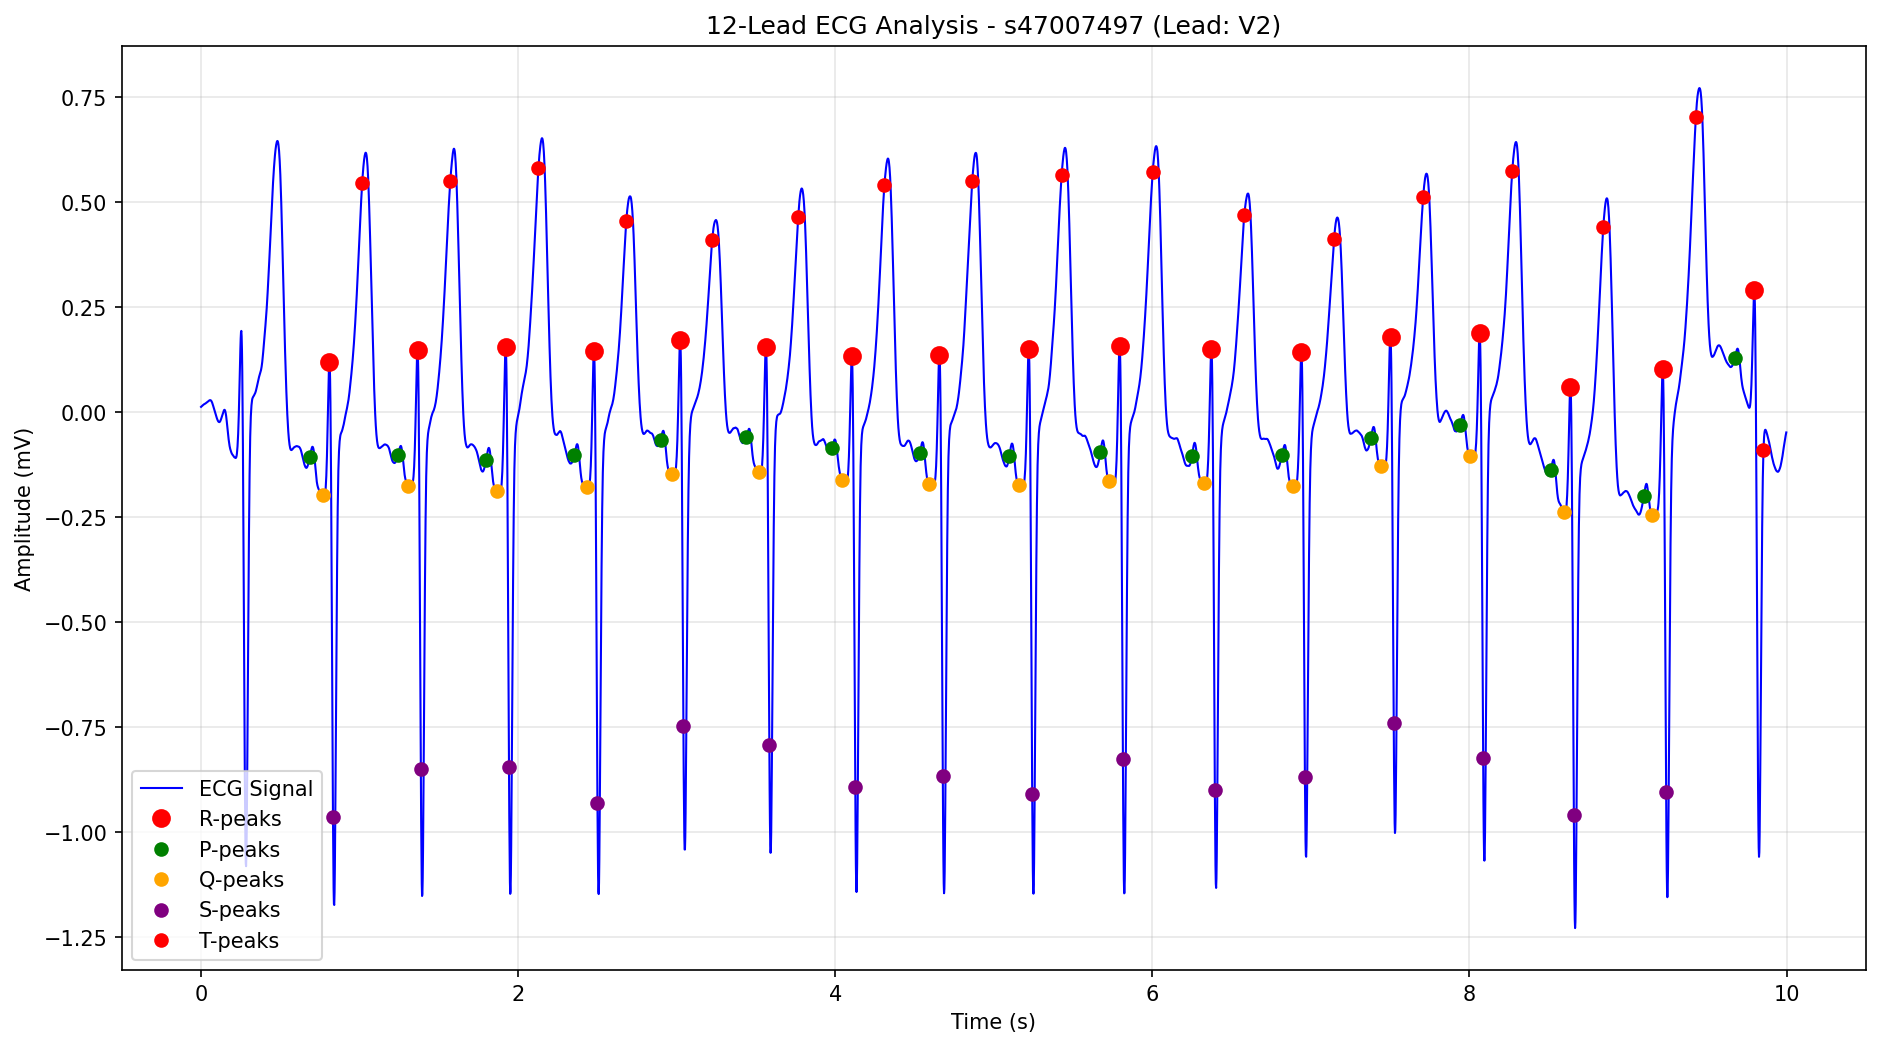 12-Lead ECG Analysis - s47007497 (Lead: V2)
Amplitude (mV)
0.75
0.50
0.25
0.00
−0.25
−0.50
−0.75
−1.00
−1.25
ECG Signal
R-peaks
P-peaks
Q-peaks
S-peaks
T-peaks
0 2 4 6 8 10
Time (s)